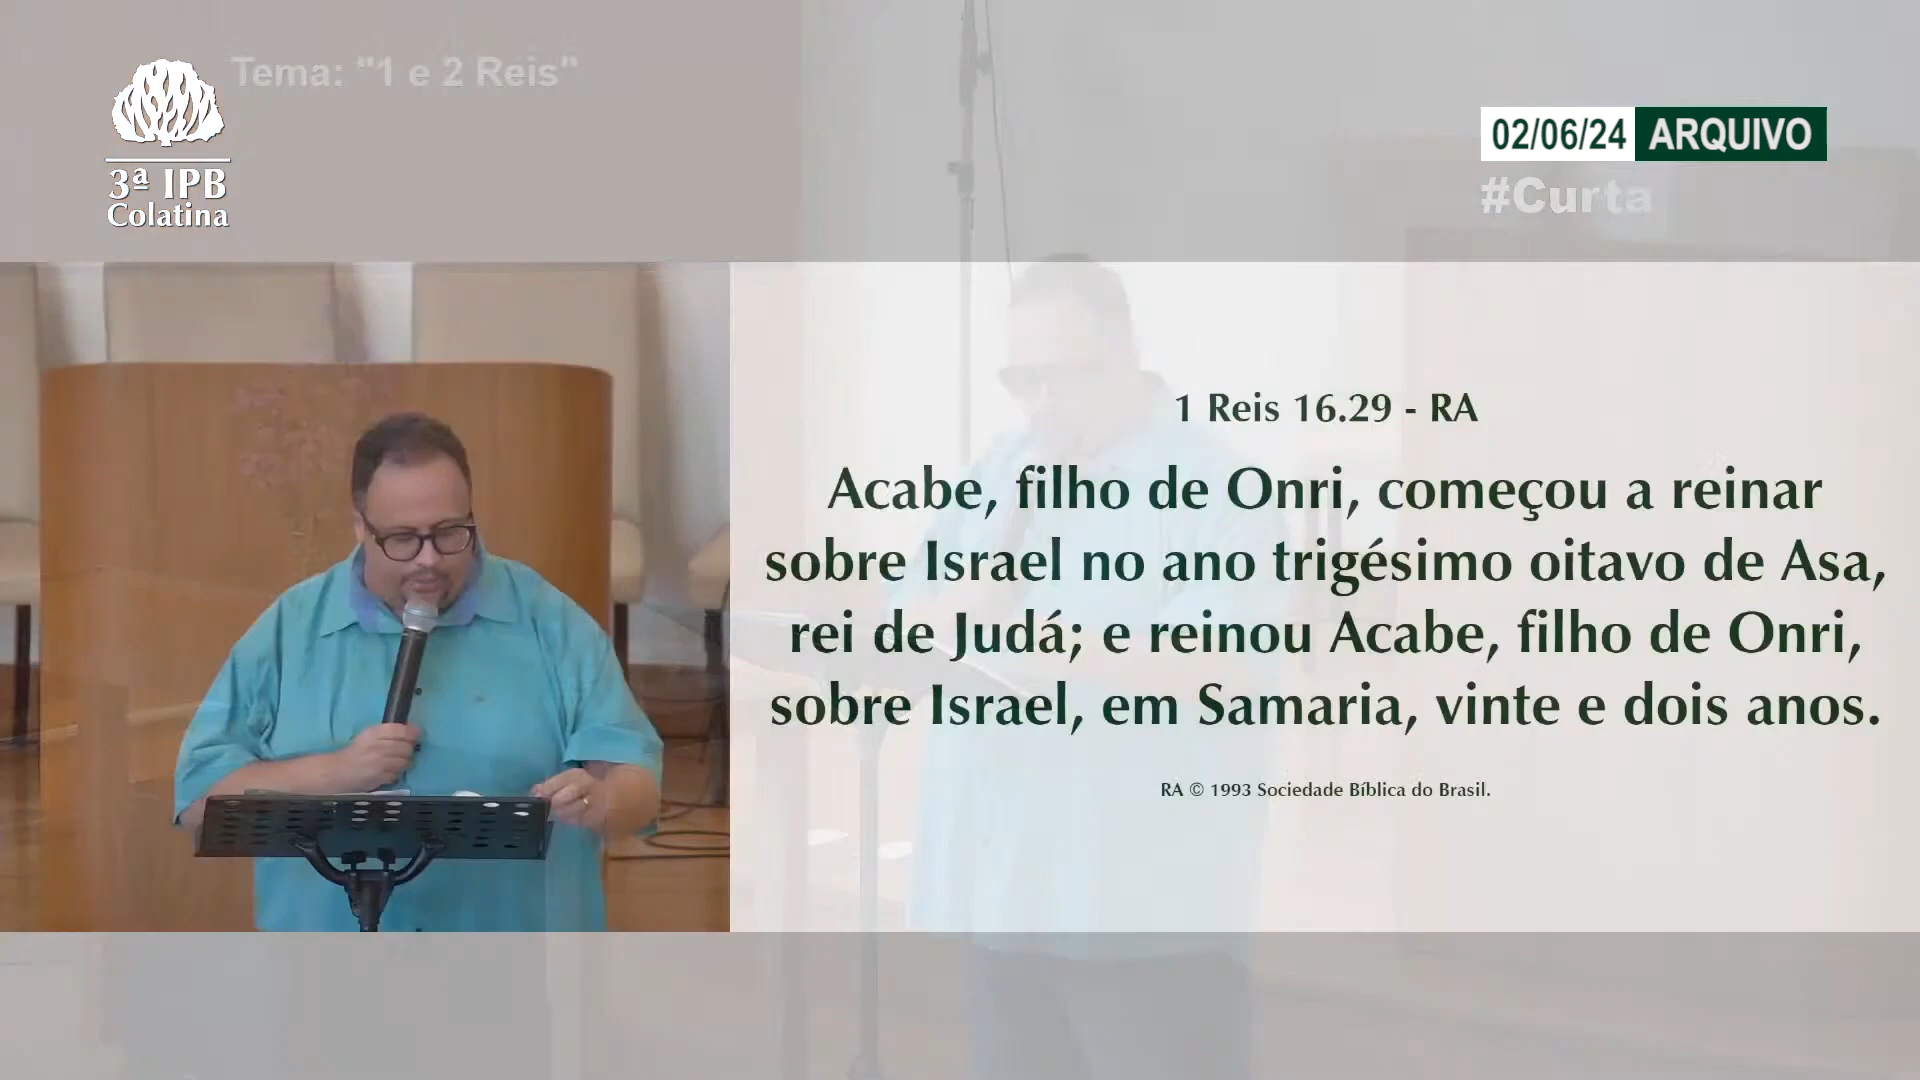 Tema: "1 e 2 Reis"
3ª IPB
Colatina
02/06/24 ARQUIVO
#Curta
1 Reis 16.29 - RA
Acabe, filho de Onri, começou a reinar
sobre Israel no ano trigésimo oitavo de Asa,
rei de Judá; e reinou Acabe, filho de Onri,
sobre Israel, em Samaria, vinte e dois anos.
RA © 1993 Sociedade Bíblica do Brasil.